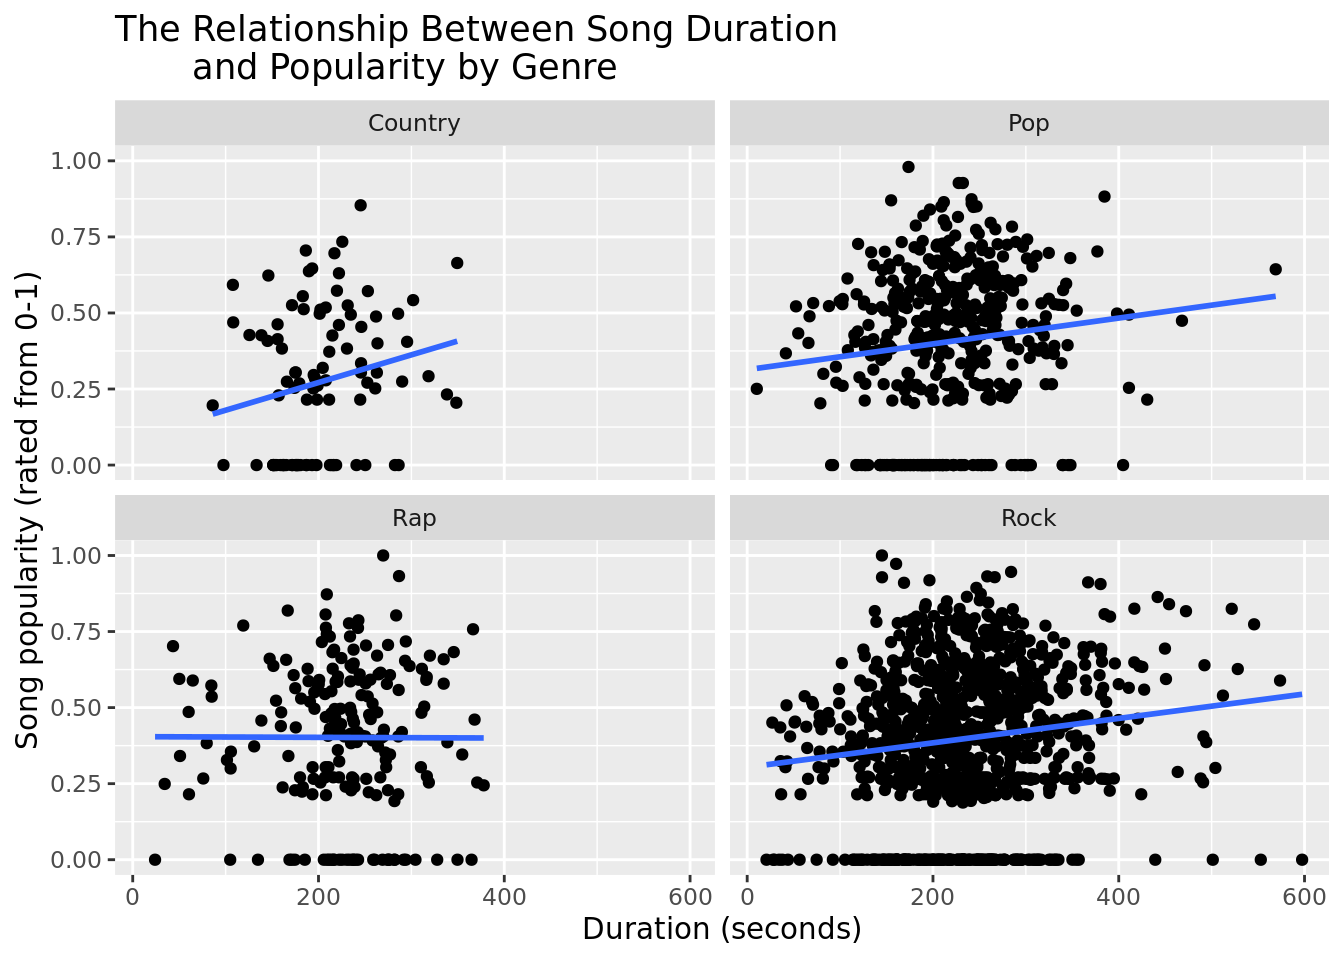 The Relationship Between Song Duration
and Popularity by Genre
Country
Pop
1.00
0.75
0.50
0.25
0.00
Rap
Rock
1.00
0.75
0.50
0.25
0.00
Song popularity (rated from 0-1)
0
200
400
600
0
200
400
600
Duration (seconds)